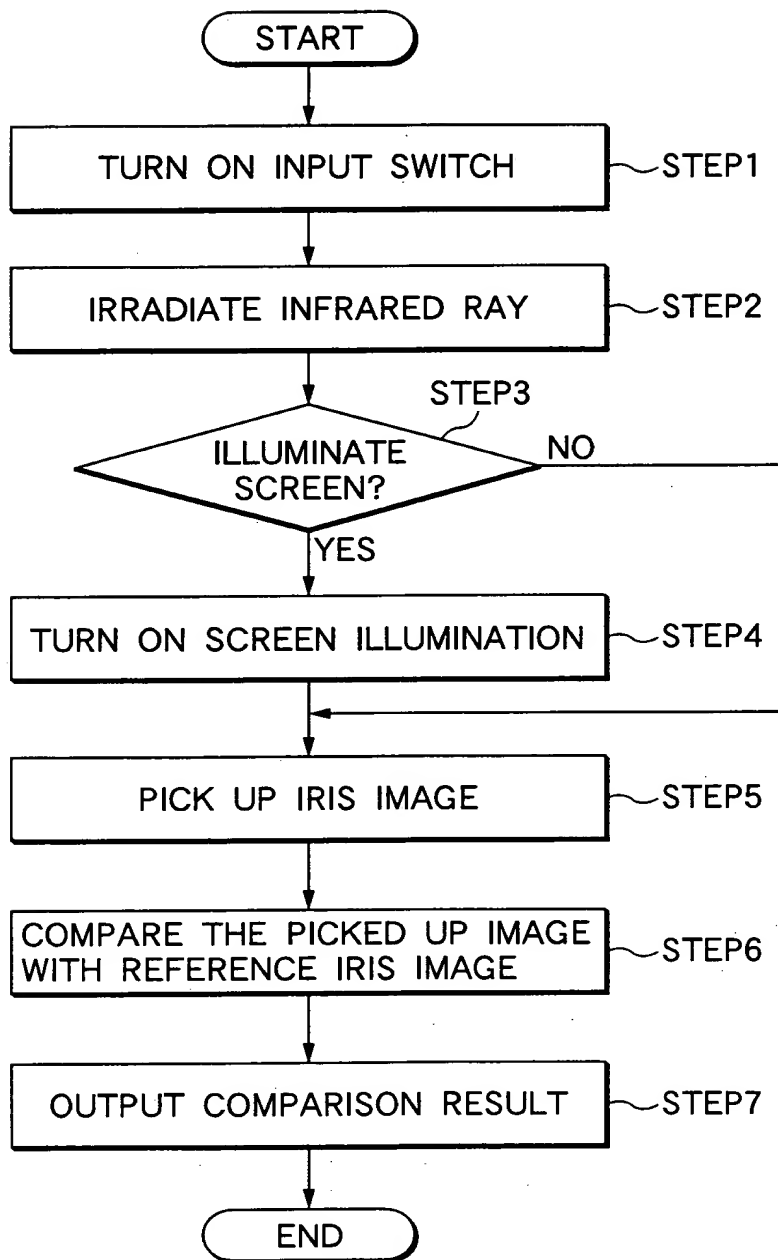 START
TURN ON INPUT SWITCH
STEP1
IRRADIATE INFRARED RAY
STEP2
STEP3
ILLUMINATE
SCREEN?
NO
YES
TURN ON SCREEN ILLUMINATION
STEP4
PICK UP IRIS IMAGE
STEP5
COMPARE THE PICKED UP IMAGE
WITH REFERENCE IRIS IMAGE
STEP6
OUTPUT COMPARISON RESULT
STEP7
END